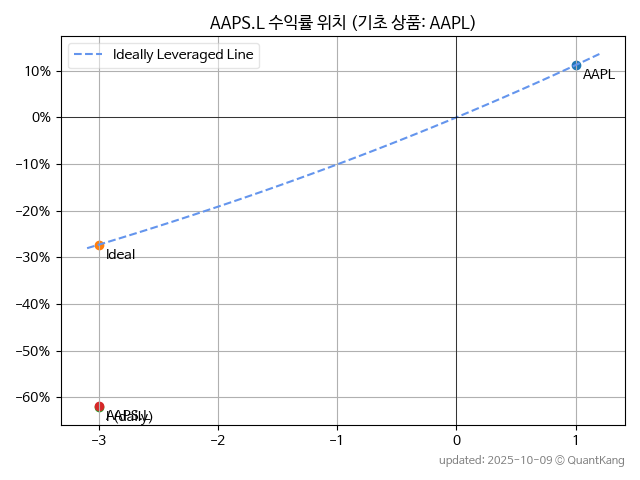 AAPS.L 수익률 위치 (기초 상품: AAPL)
Ideally Leveraged Line
10%
0%
-10%
-20%
-30%
-40%
-50%
-60%
AAPL
Ideal
AAPS.L
(daily)
-3
-2
-1
0
1
updated: 2025-10-09 © QuantKang